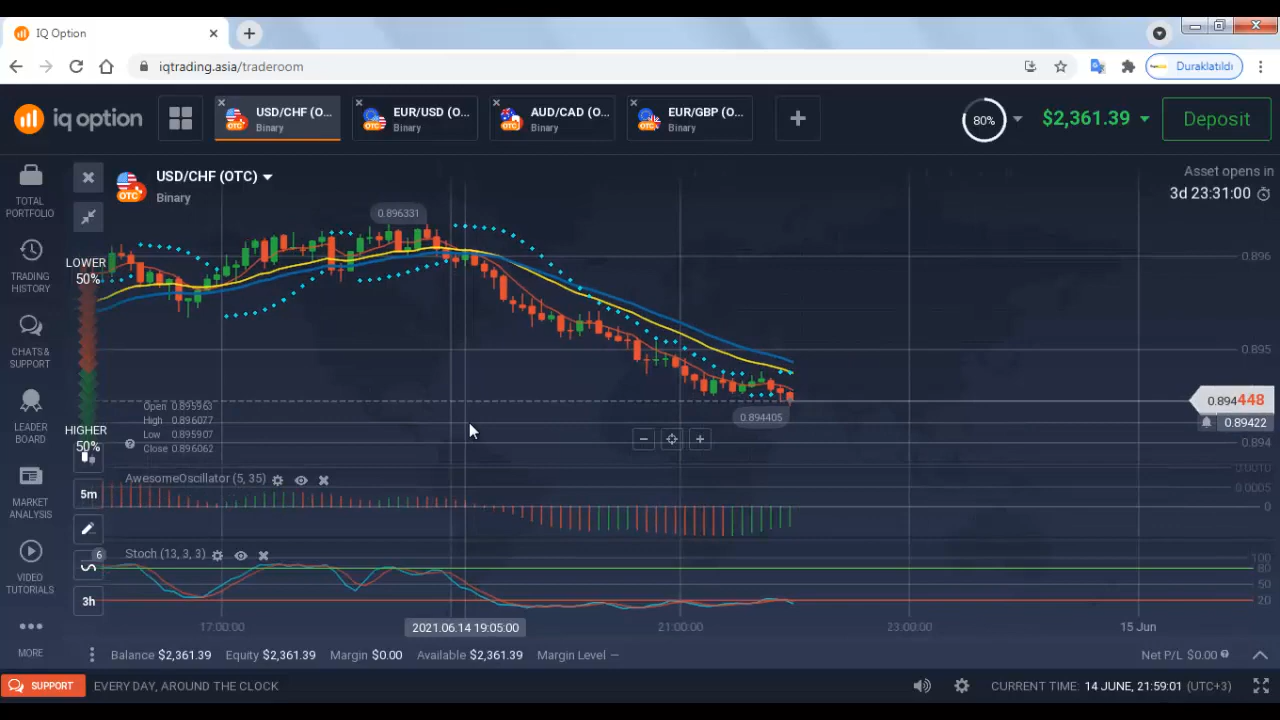 IQ Option
iqtrading.asia/traderoom
Duraklatıldı
iq option
USD/CHF (O...
Binary
EUR/USD (O...
Binary
AUD/CAD (O...
Binary
EUR/GBP (O...
Binary
80%
$2,361.39
Deposit
TOTAL
PORTFOLIO
TRADING
HISTORY
CHATS &
SUPPORT
LEADER
BOARD
MARKET
ANALYSIS
VIDEO
TUTORIALS
MORE
OTC
USD/CHF (OTC)
Binary
Asset opens in
3d 23:31:00
0.896331
LOWER
50%
HIGHER
50%
Open 0.895963
High 0.896077
Low 0.895907
Close 0.896062
0.894405
0.896
0.895
0.894448
0.89422
0.894
AwesomeOscillator (5, 35)
0.0010
0.0005
0
5m
Stoch (13, 3, 3)
6
100
80
50
20
3h
17:00:00
2021.06.14 19:05:00
21:00:00
23:00:00
15 Jun
Balance $2,361.39
Equity $2,361.39
Margin $0.00
Available $2,361.39
Margin Level –
Net P/L $0.00
SUPPORT
EVERY DAY, AROUND THE CLOCK
CURRENT TIME: 14 JUNE, 21:59:01 (UTC+3)